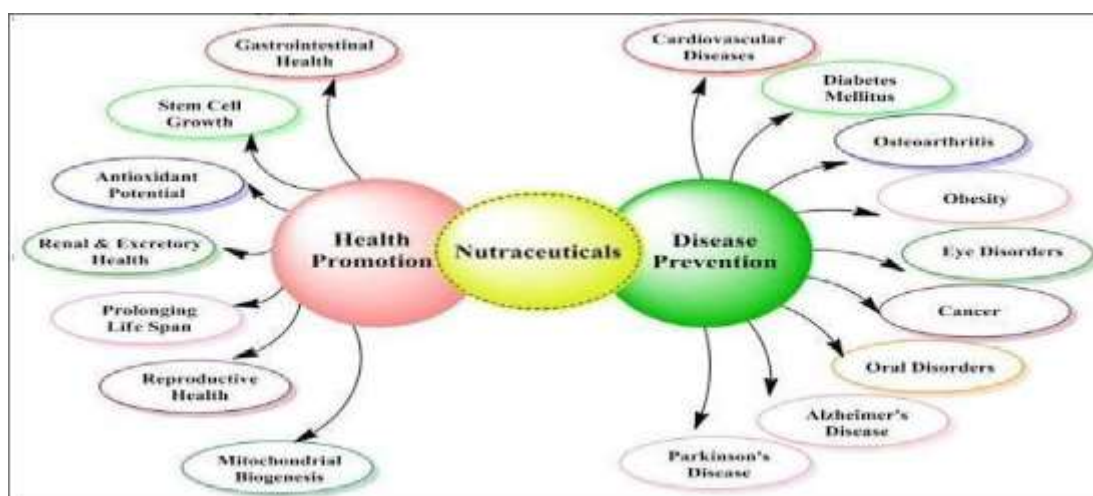 Gastrointestinal
Health
Stem Cell
Growth
Antioxidant
Potential
Renal & Excretory
Health
Prolonging
Life Span
Reproductive
Health
Mitochondrial
Biogenesis
Health
Promotion
Nutraceuticals
Disease
Prevention
Cardiovascular
Diseases
Diabetes
Mellitus
Osteoarthritis
Obesity
Eye Disorders
Cancer
Oral Disorders
Alzheimer's
Disease
Parkinson's
Disease